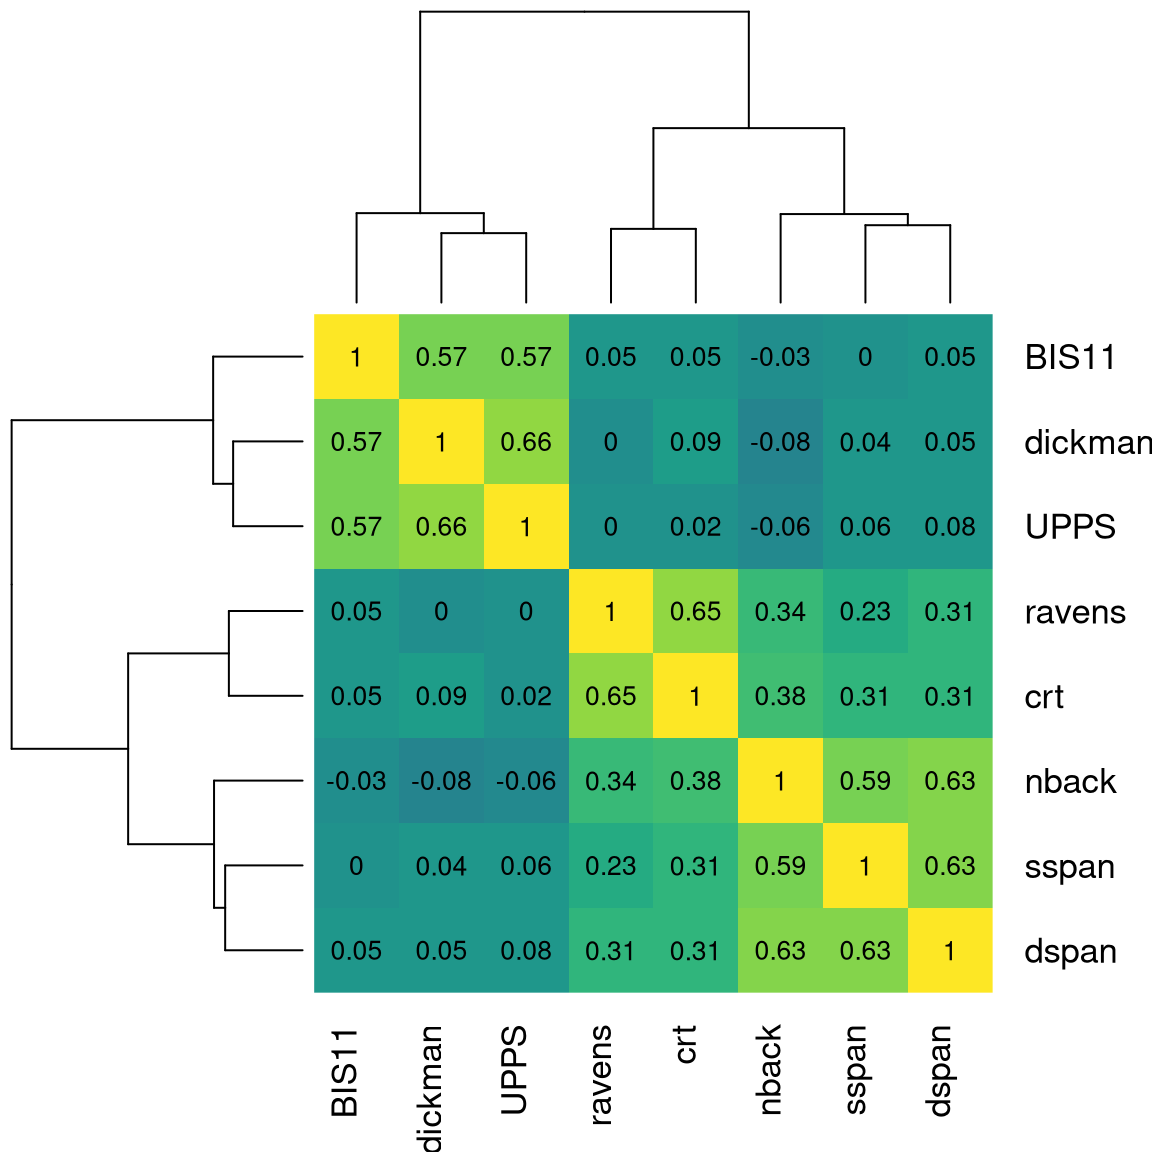 1 0.57 0.57 0.05 0.05 -0.03 0 0.05 BIS11
0.57 1 0.66 0 0.09 -0.08 0.04 0.05 dickman
0.57 0.66 1 0 0.02 -0.06 0.06 0.08 UPPS
0.05 0 0 1 0.65 0.34 0.23 0.31 ravens
0.05 0.09 0.02 0.65 1 0.38 0.31 0.31 crt
-0.03 -0.08 -0.06 0.34 0.38 1 0.59 0.63 nback
0 0.04 0.06 0.23 0.31 0.59 1 0.63 sspan
0.05 0.05 0.08 0.31 0.31 0.63 0.63 1 dspan
BIS11 dickman UPPS ravens crt nback sspan dspan